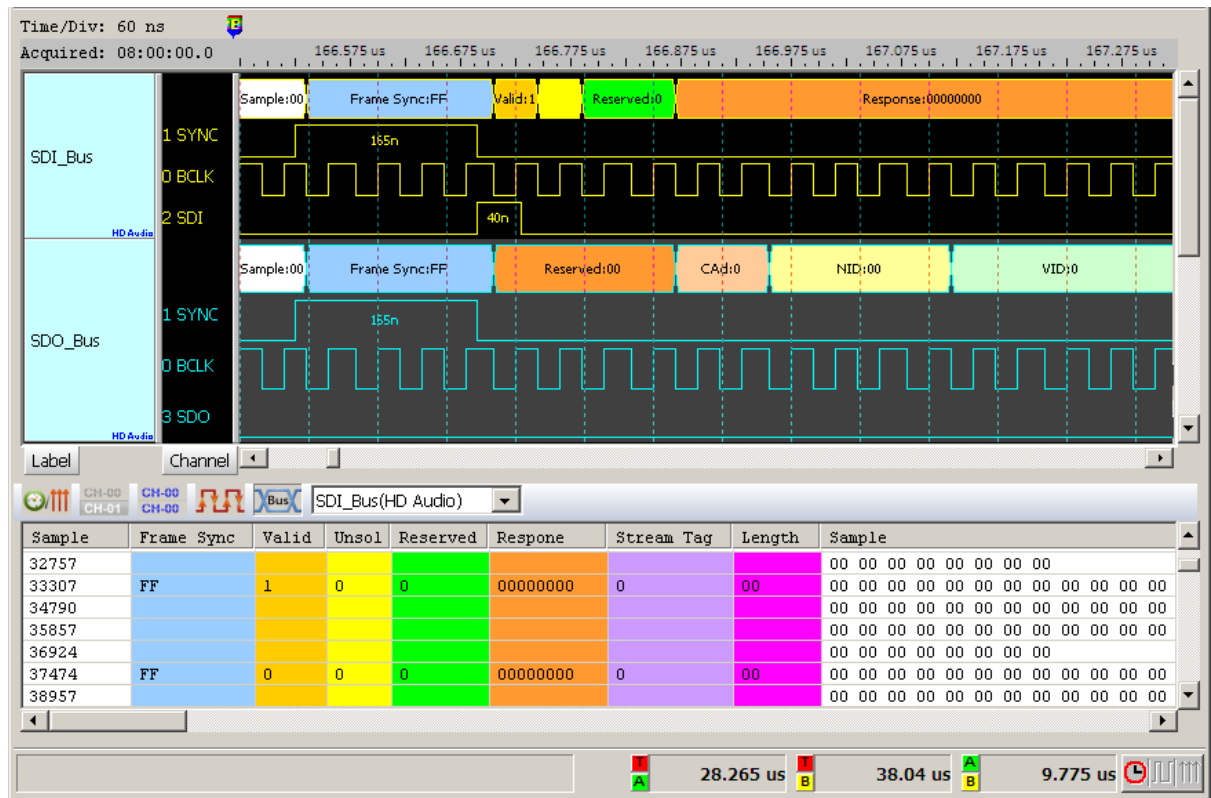 Time/Div: 60 ns
B
Acquired: 08:00:00.0
166.575 us 166.675 us 166.775 us 166.875 us 166.975 us 167.075 us 167.175 us 167.275 us
Sample:00 Frame Sync:FF Valid:1 Reserved:0 Response:00000000
1 SYNC 165n
SDI_Bus
0 BCLK
2 SDI 40n
HD Audio
Sample:00 Frame Sync:FF Reserved:00 CAd:0 NID:00 VID:0
1 SYNC 165n
SDO_Bus
0 BCLK
3 SDO
HD Audio
Label Channel
CH-00 CH-01 CH-00 CH-00 Bus SDI_Bus(HD Audio)
Sample Frame Sync Valid Unsol Reserved Respone Stream Tag Length Sample
32757 00 00 00 00 00 00 00 00
33307 FF 1 0 0 00000000 0 00 00 00 00 00 00 00 00 00 00 00 00 00
34790 00 00 00 00 00 00 00 00 00 00 00 00
35857 00 00 00 00 00 00 00 00 00 00 00 00
36924 00 00 00 00 00 00 00 00
37474 FF 0 0 0 00000000 0 00 00 00 00 00 00 00 00 00 00 00 00 00
38957 00 00 00 00 00 00 00 00 00 00 00 00
T A 28.265 us T B 38.04 us A B 9.775 us